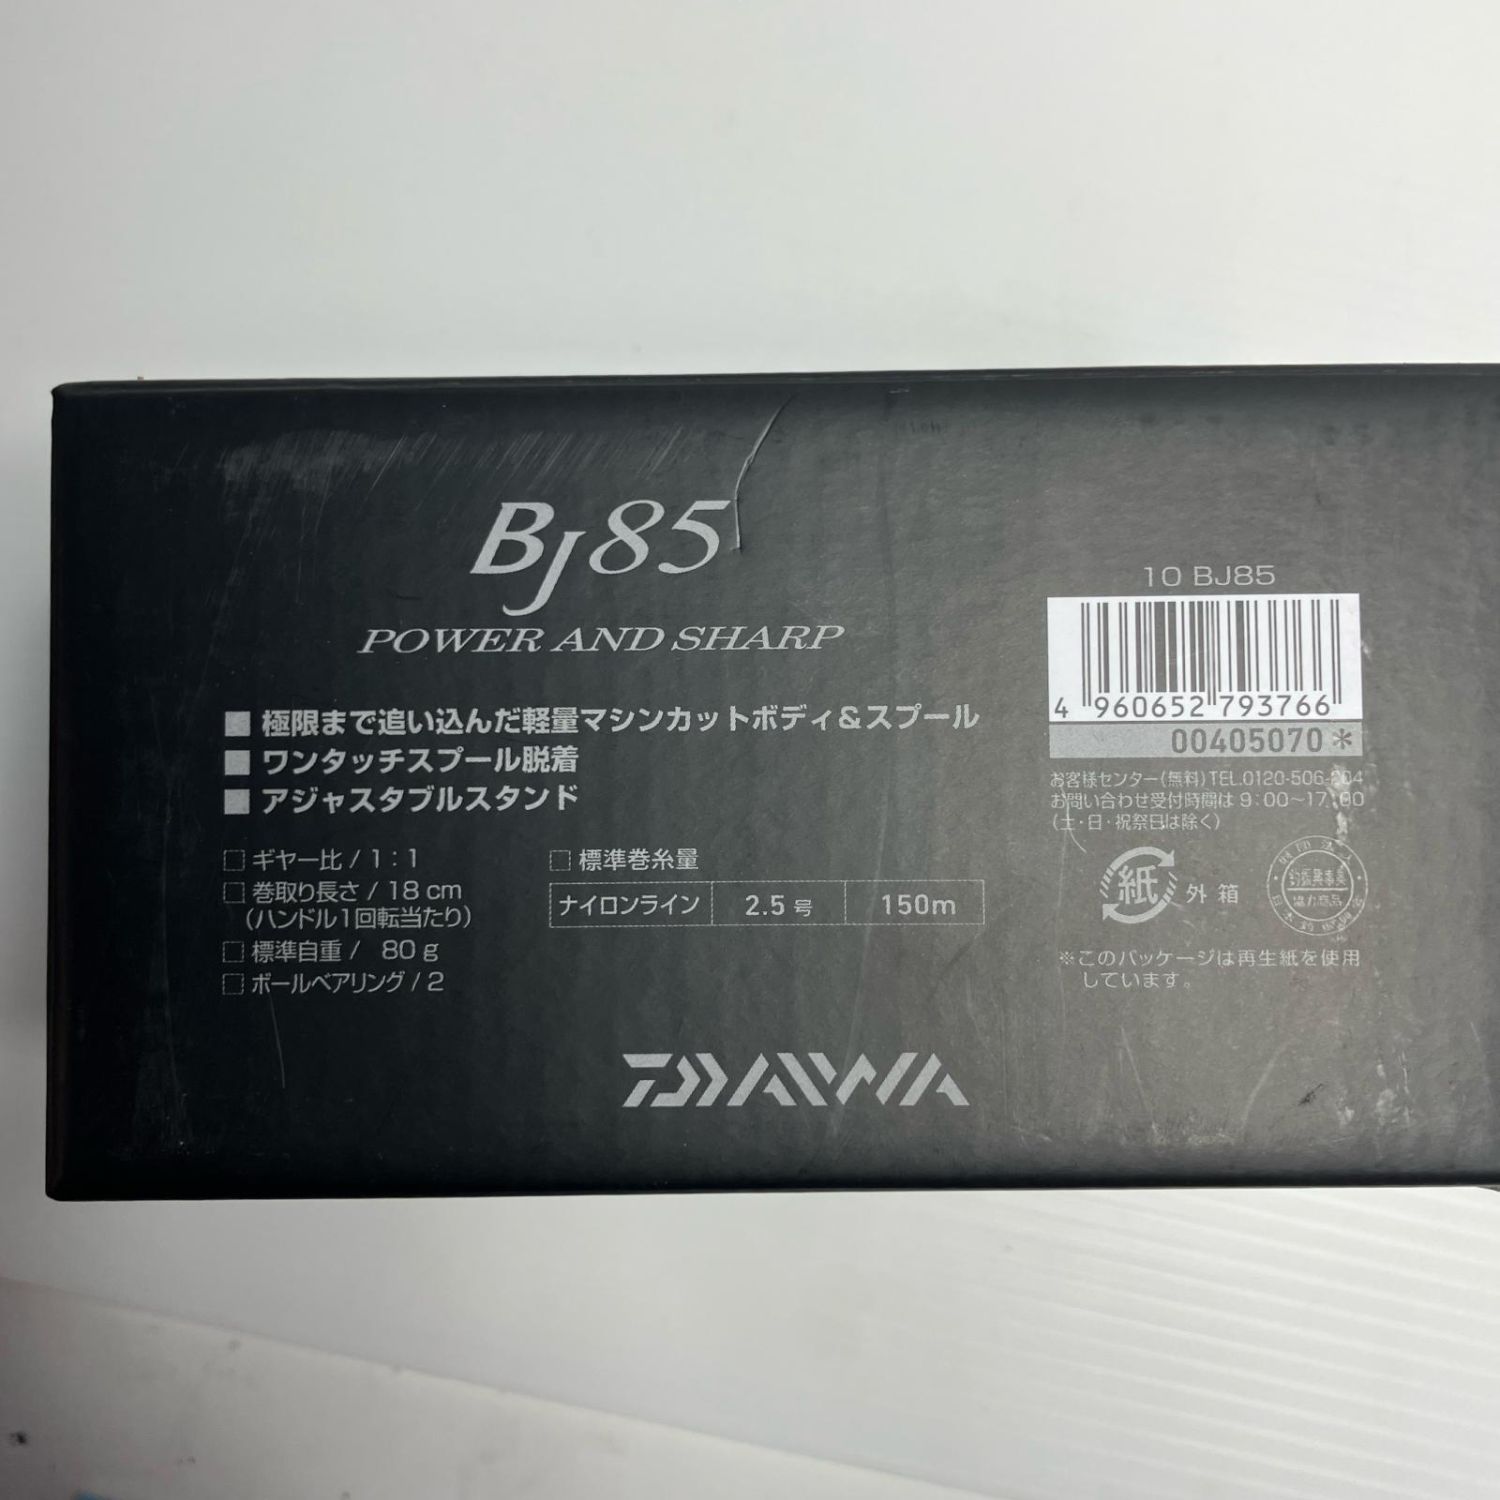 BJ85
POWER AND SHARP
■ 極限まで追い込んだ軽量マシンカットボディ&スプール
■ ワンタッチスプール脱着
■ アジャスタブルスタンド
□ ギヤー比 / 1:1
□ 巻取り長さ / 18 cm
(ハンドル1回転当たり)
□ 標準自重 / 80 g
□ ボールベアリング / 2
□ 標準巻糸量
ナイロンライン 2.5号 150m
DAIWA
10 BJ85
4 960652 793766
00405070 *
お客様センター(無料) TEL.0120-506-204
お問い合わせ受付時間は 9:00~17:00
(土・日・祝祭日は除く)
紙 外箱
協力商品
※このパッケージは再生紙を使用
しています。